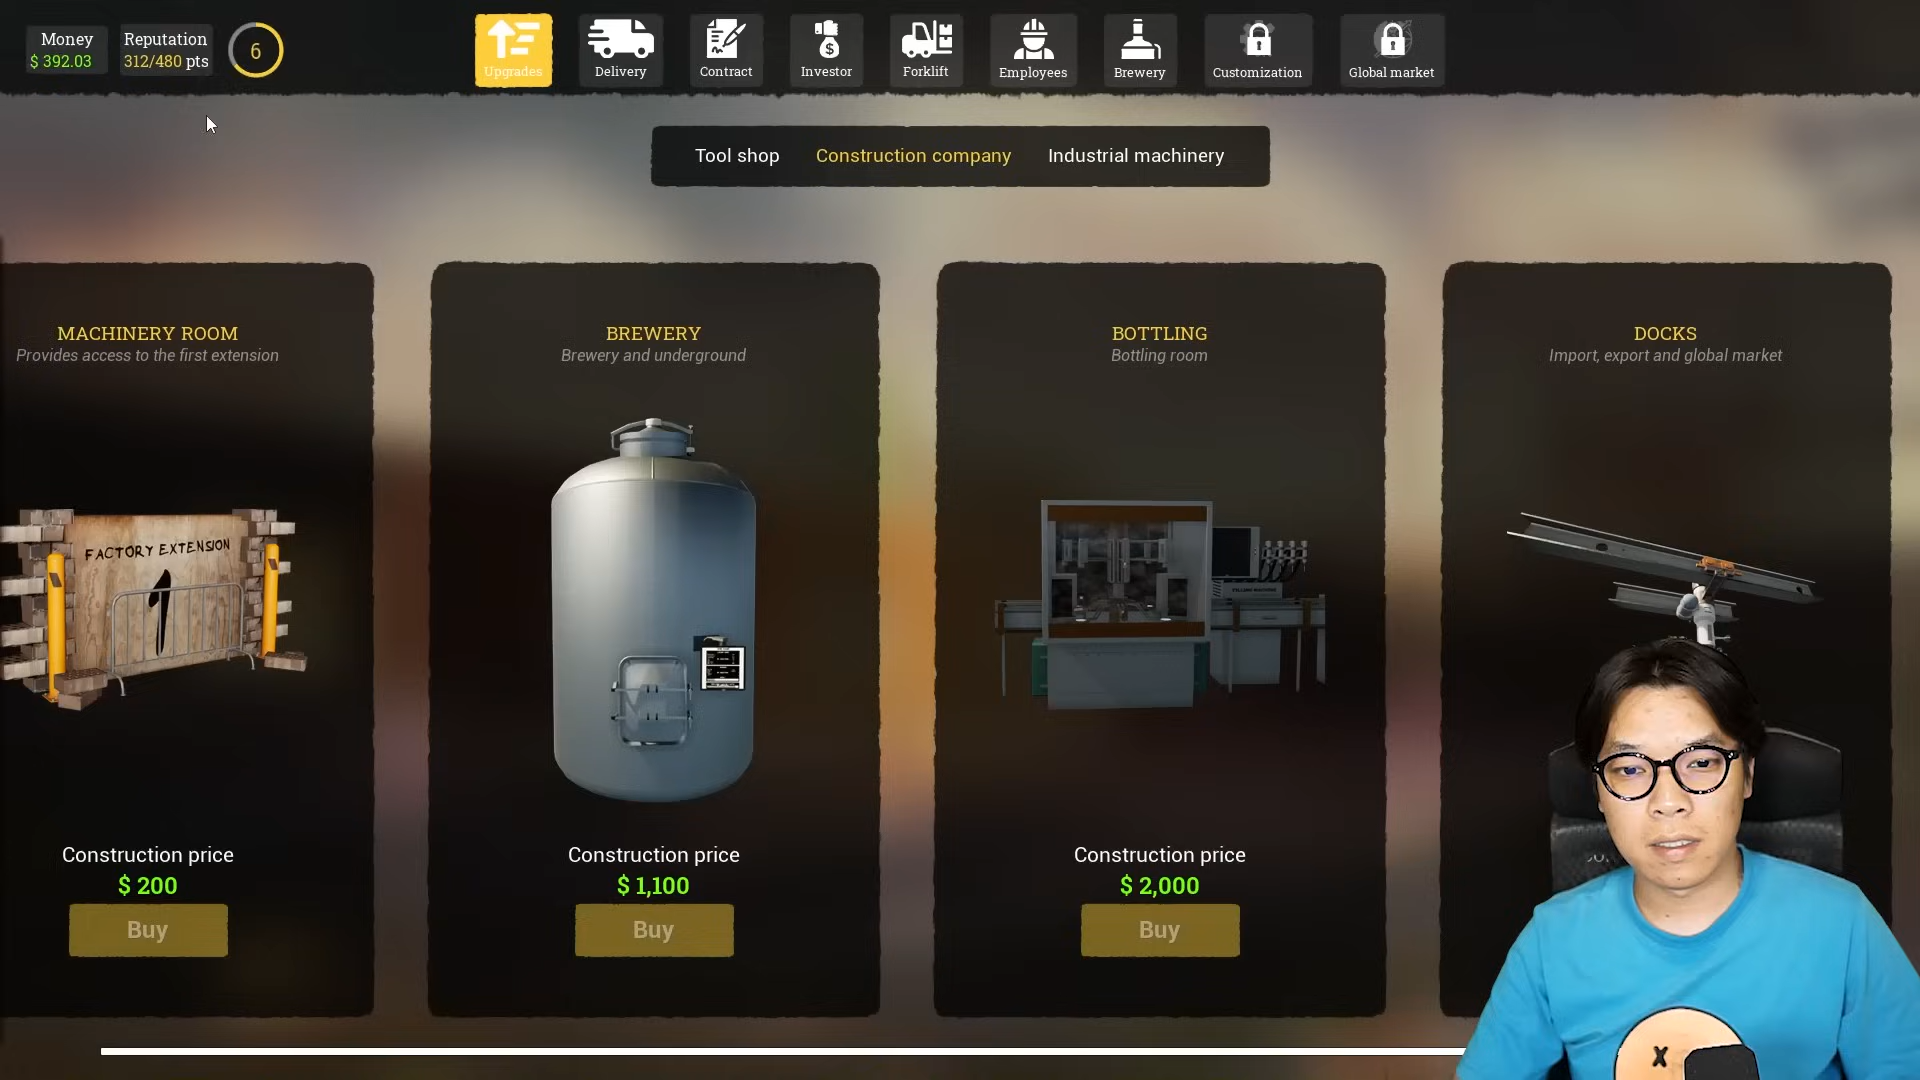 Money
$ 392.03
Reputation
312/480 pts
6
Upgrades
Delivery
Contract
Investor
Forklift
Employees
Brewery
Customization
Global market
Tool shop
Construction company
Industrial machinery
MACHINERY ROOM
Provides access to the first extension
FACTORY EXTENSION
1
Construction price
$ 200
Buy
BREWERY
Brewery and underground
Construction price
$ 1,100
Buy
BOTTLING
Bottling room
Construction price
$ 2,000
Buy
DOCKS
Import, export and global market
X